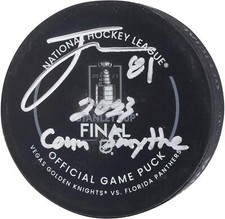 NATIONAL HOCKEY LEAGUE
81
2023
STANLEY CUP
FINAL
Conn Smythe
OFFICIAL GAME PUCK
VEGAS GOLDEN KNIGHTS® VS. FLORIDA PANTHERS